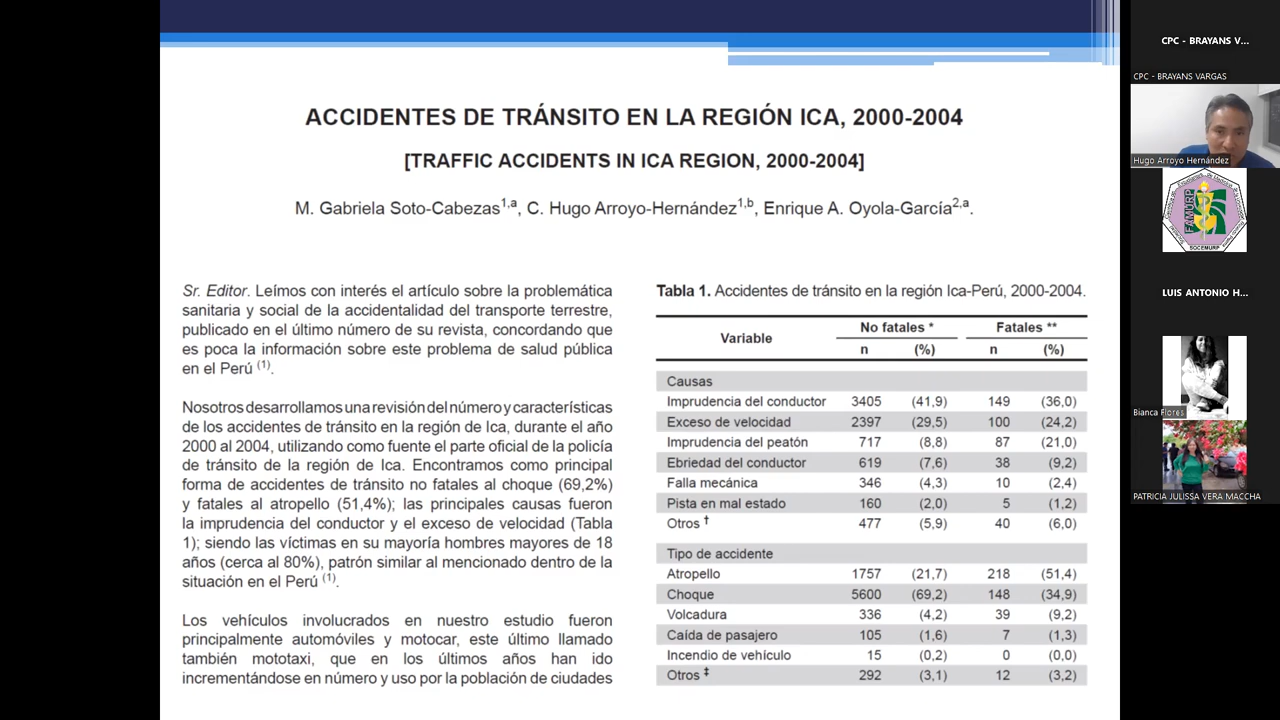 ACCIDENTES DE TRÁNSITO EN LA REGIÓN ICA, 2000-2004
[TRAFFIC ACCIDENTS IN ICA REGION, 2000-2004]
M. Gabriela Soto-Cabezas1,a, C. Hugo Arroyo-Hernández1,b, Enrique A. Oyola-García2,a.
Sr. Editor. Leímos con interés el artículo sobre la problemática
sanitaria y social de la accidentalidad del transporte terrestre,
publicado en el último número de su revista, concordando que
es poca la información sobre este problema de salud pública
en el Perú (1).
Nosotros desarrollamos una revisión del número y características
de los accidentes de tránsito en la región de Ica, durante el año
2000 al 2004, utilizando como fuente el parte oficial de la policía
de tránsito de la región de Ica. Encontramos como principal
forma de accidentes de tránsito no fatales al choque (69,2%)
y fatales al atropello (51,4%); las principales causas fueron
la imprudencia del conductor y el exceso de velocidad (Tabla
1); siendo las víctimas en su mayoría hombres mayores de 18
años (cerca al 80%), patrón similar al mencionado dentro de la
situación en el Perú (1).
Los vehículos involucrados en nuestro estudio fueron
principalmente automóviles y motocar, este último llamado
también mototaxi, que en los últimos años han ido
incrementándose en número y uso por la población de ciudades
Tabla 1. Accidentes de tránsito en la región Ica-Perú, 2000-2004.
Variable No fatales * Fatales **
n (%) n (%)
Causas
Imprudencia del conductor 3405 (41,9) 149 (36,0)
Exceso de velocidad 2397 (29,5) 100 (24,2)
Imprudencia del peatón 717 (8,8) 87 (21,0)
Ebriedad del conductor 619 (7,6) 38 (9,2)
Falla mecánica 346 (4,3) 10 (2,4)
Pista en mal estado 160 (2,0) 5 (1,2)
Otros † 477 (5,9) 40 (6,0)
Tipo de accidente
Atropello 1757 (21,7) 218 (51,4)
Choque 5600 (69,2) 148 (34,9)
Volcadura 336 (4,2) 39 (9,2)
Caída de pasajero 105 (1,6) 7 (1,3)
Incendio de vehículo 15 (0,2) 0 (0,0)
Otros ‡ 292 (3,1) 12 (3,2)
CPC - BRAYANS V...
CPC - BRAYANS VARGAS
Hugo Arroyo Hernández
FAMURP
SOCEMURP
LUIS ANTONIO H...
Bianca Flores
PATRICIA JULISSA VERA MACCHA